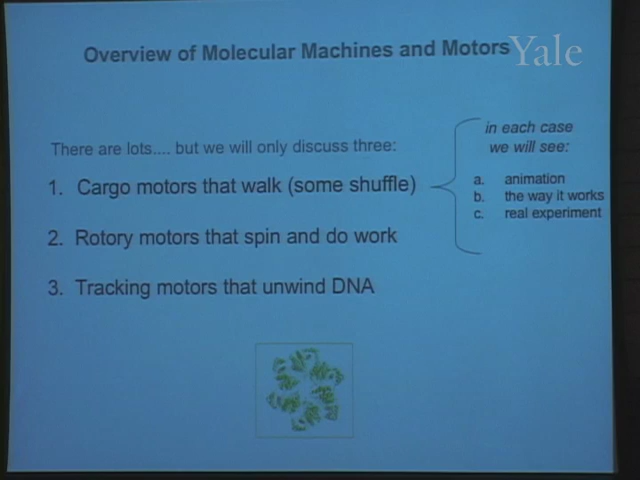 Overview of Molecular Machines and Motors
Yale
There are lots.... but we will only discuss three:
1. Cargo motors that walk (some shuffle)
2. Rotory motors that spin and do work
3. Tracking motors that unwind DNA
in each case
we will see:
a. animation
b. the way it works
c. real experiment